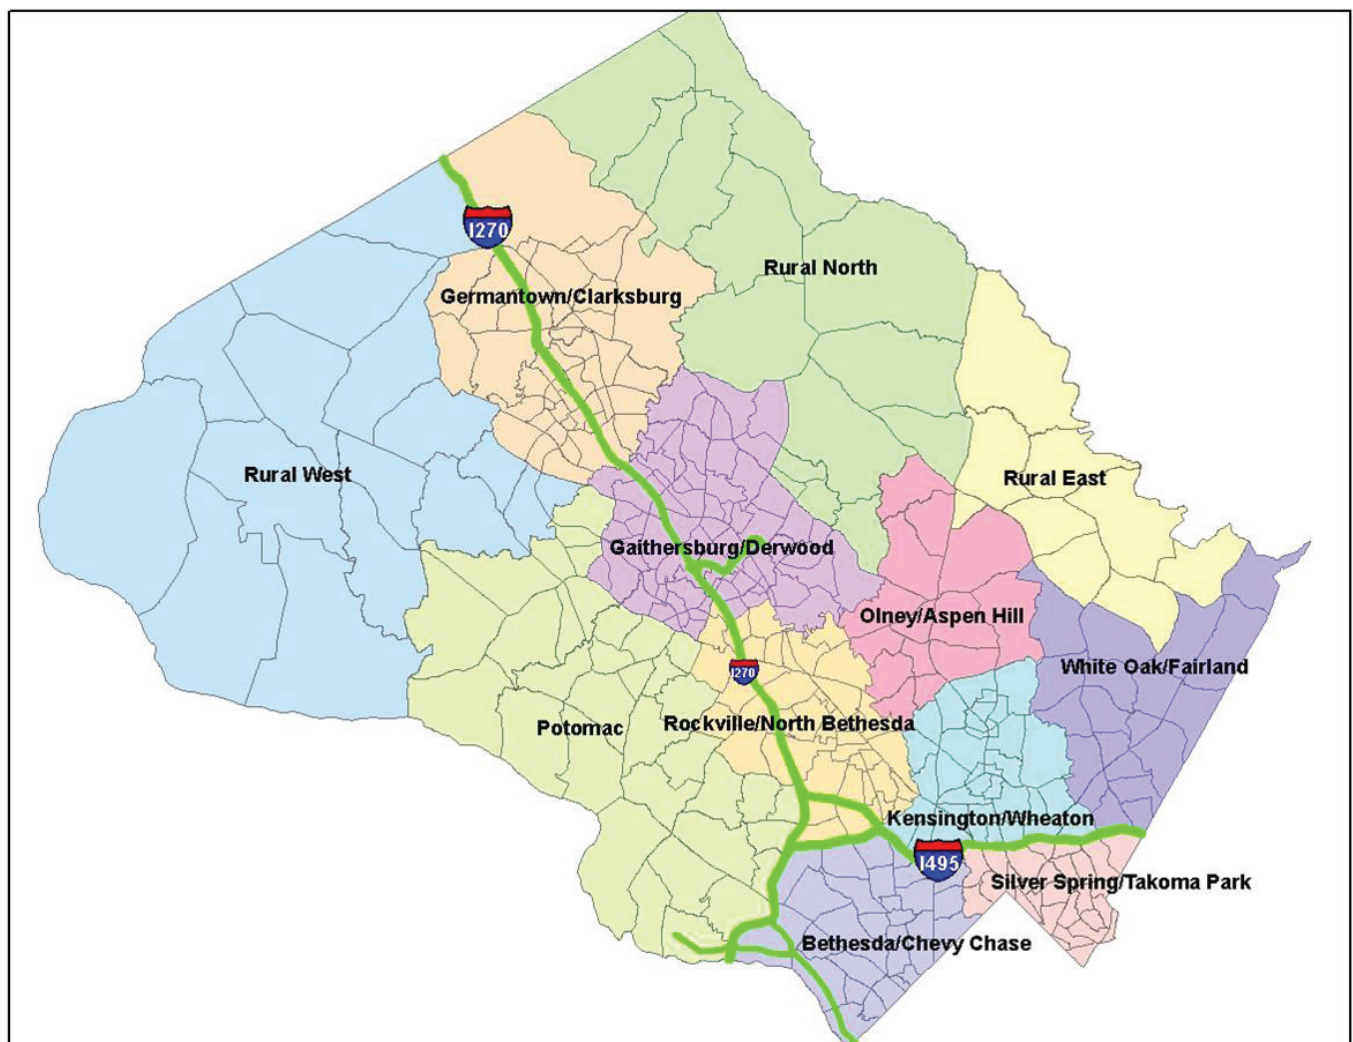 I270
Rural North
Germantown/Clarksburg
Rural West
Rural East
Gaithersburg/Derwood
Olney/Aspen Hill
White Oak/Fairland
I270
Rockville/North Bethesda
Potomac
Kensington/Wheaton
I495
Silver Spring/Takoma Park
Bethesda/Chevy Chase